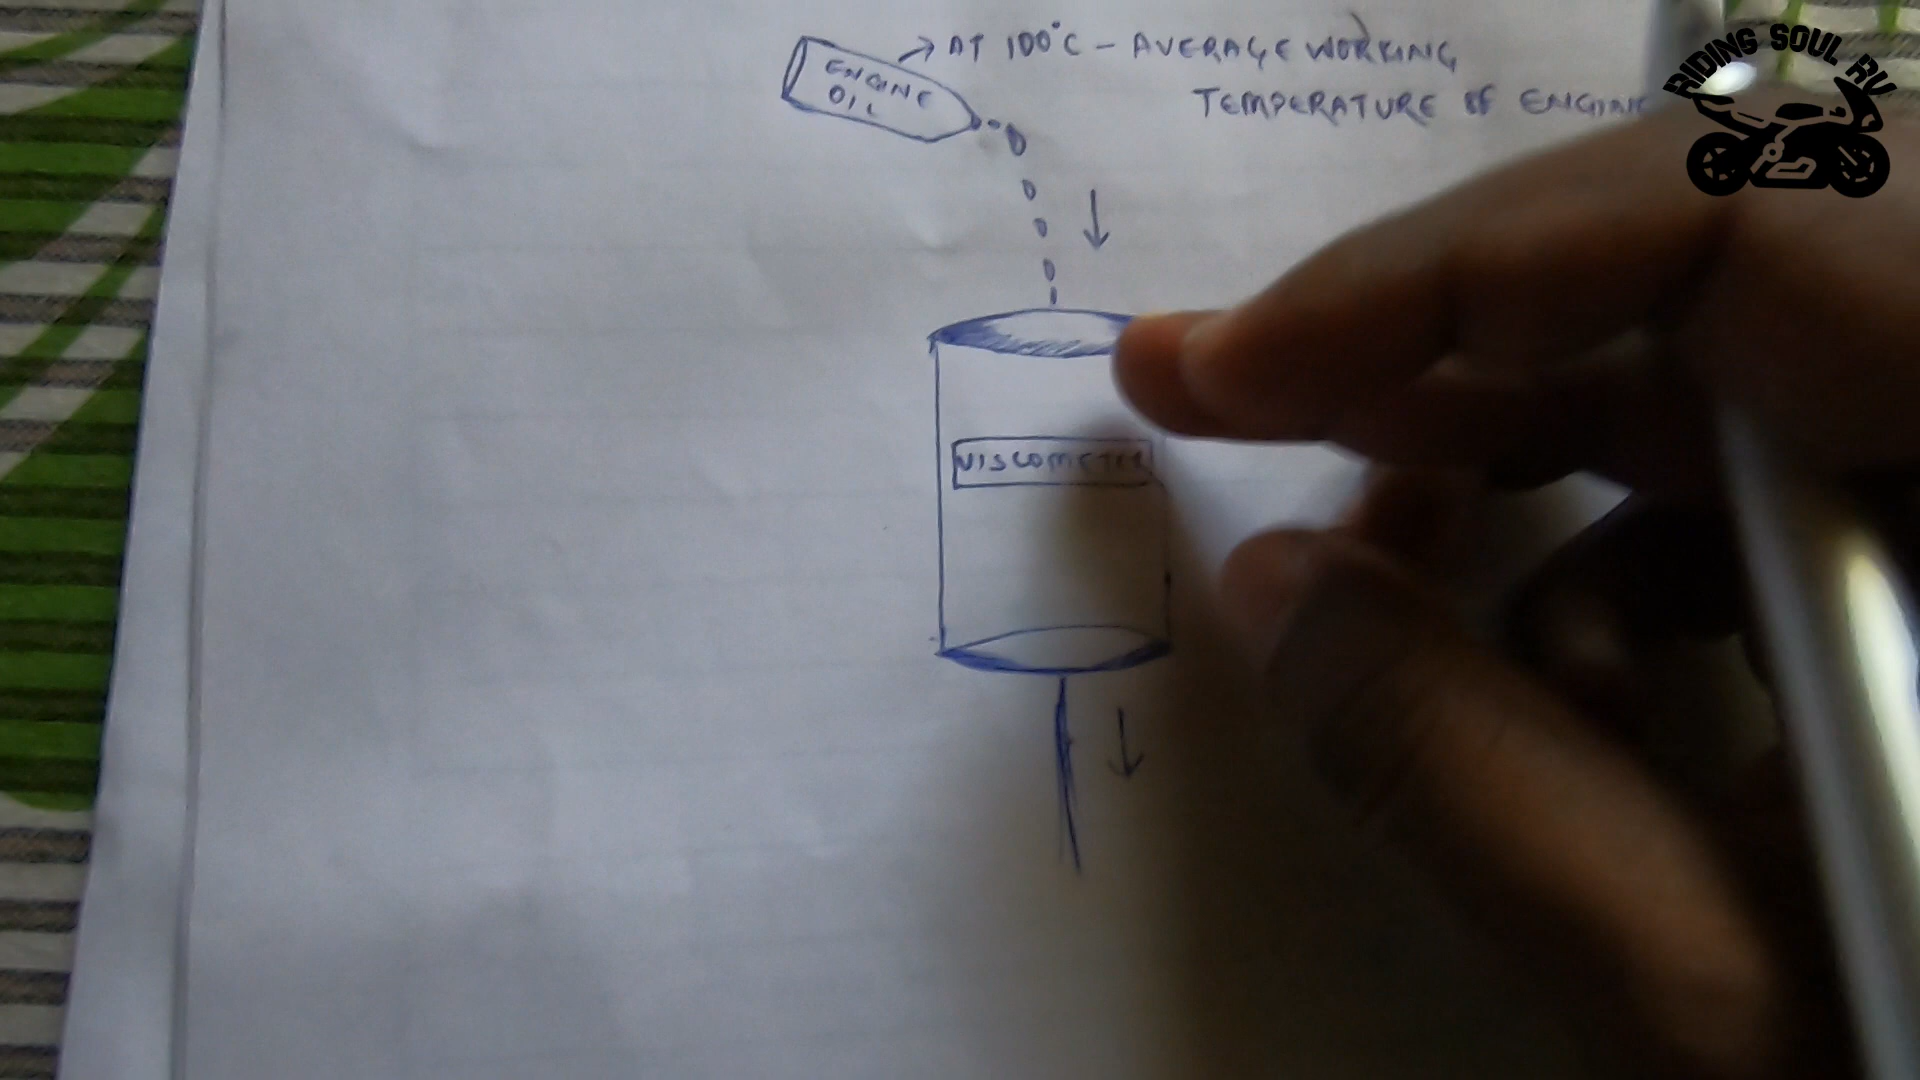 RIDING SOUL RV
AT 100°C - AVERAGE WORKING
TEMPERATURE OF ENGINE
ENGINE
OIL
VISCOMETER